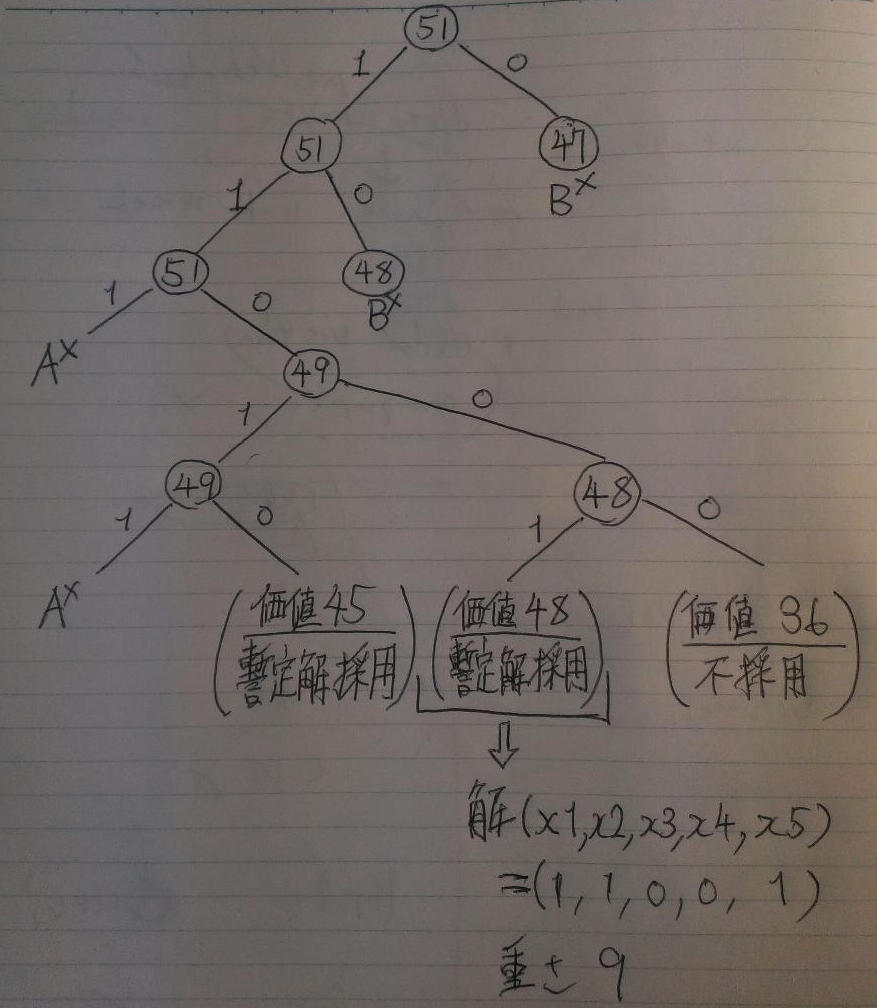 51
1 0
51 47
B×
1 0
51 48
B×
1 0
A× 49
1 0
49 48
1 0 1 0
A×
(価値45 (価値48 (価値 36
暫定解採用) 暫定解採用) 不採用)
⇓
解(x1,x2,x3,x4,x5)
=(1,1,0,0,1)
重さ 9